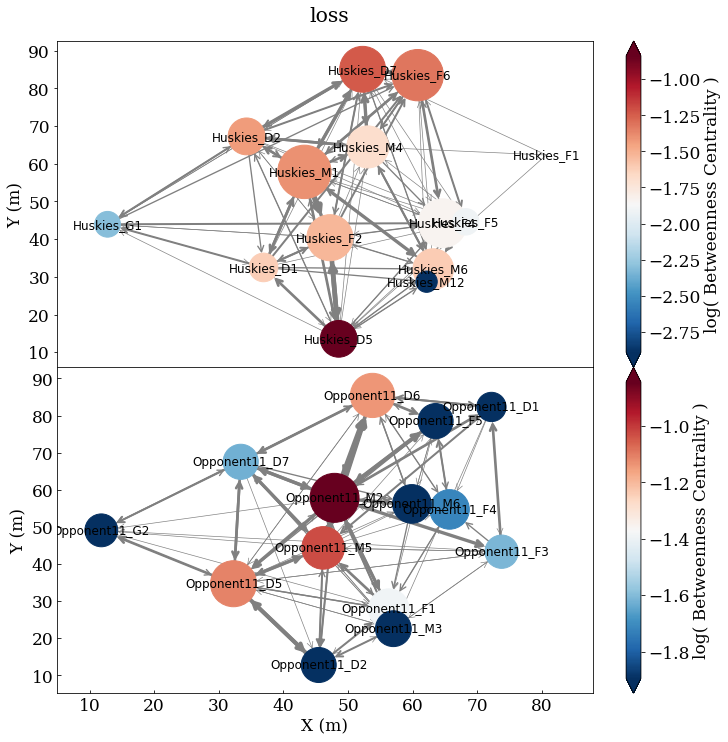 loss
90
80
70
60
50
40
30
20
10
Y (m)
Huskies_D7
Huskies_F6
Huskies_D2
Huskies_M4
Huskies_F1
Huskies_M1
Huskies_G1
Huskies_F4
Huskies_F5
Huskies_F2
Huskies_D1
Huskies_M6
Huskies_M12
Huskies_D5
−1.00
−1.25
−1.50
−1.75
−2.00
−2.25
−2.50
−2.75
log( Betweenness Centrality )
90
80
70
60
50
40
30
20
10
Y (m)
Opponent11_D6
Opponent11_D1
Opponent11_F5
Opponent11_D7
Opponent11_M2
Opponent11_M6
Opponent11_F4
Opponent11_G2
Opponent11_M5
Opponent11_F3
Opponent11_D5
Opponent11_F1
Opponent11_M3
Opponent11_D2
10 20 30 40 50 60 70 80
X (m)
−1.0
−1.2
−1.4
−1.6
−1.8
log( Betweenness Centrality )